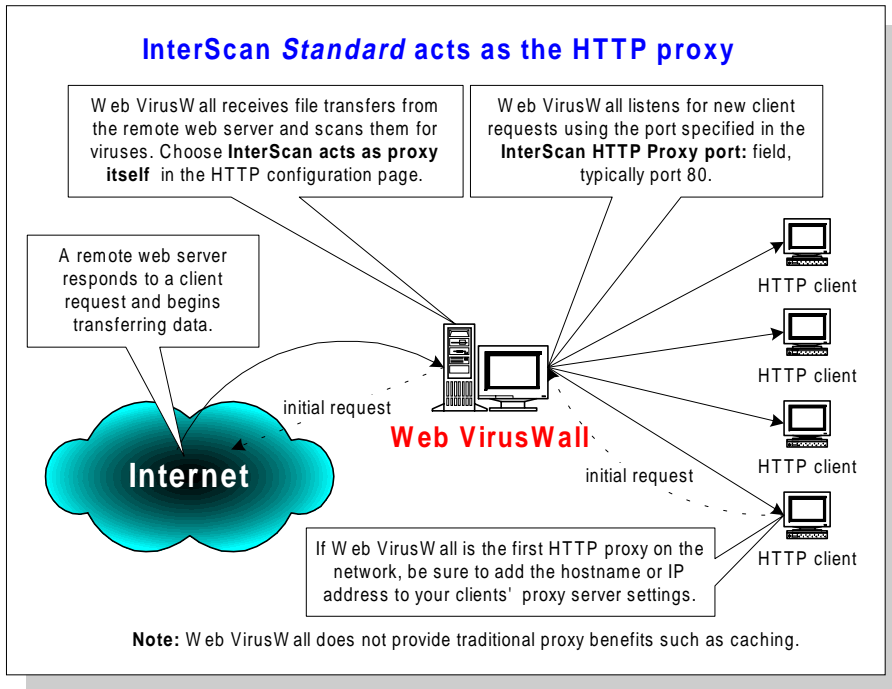 InterScan Standard acts as the HTTP proxy
Web VirusWall receives file transfers from
the remote web server and scans them for
viruses. Choose InterScan acts as proxy
itself in the HTTP configuration page.
Web VirusWall listens for new client
requests using the port specified in the
InterScan HTTP Proxy port: field,
typically port 80.
A remote web server
responds to a client
request and begins
transferring data.
HTTP client
HTTP client
HTTP client
HTTP client
initial request
Web VirusWall
Internet
initial request
If Web VirusWall is the first HTTP proxy on the
network, be sure to add the hostname or IP
address to your clients' proxy server settings.
Note: Web VirusWall does not provide traditional proxy benefits such as caching.